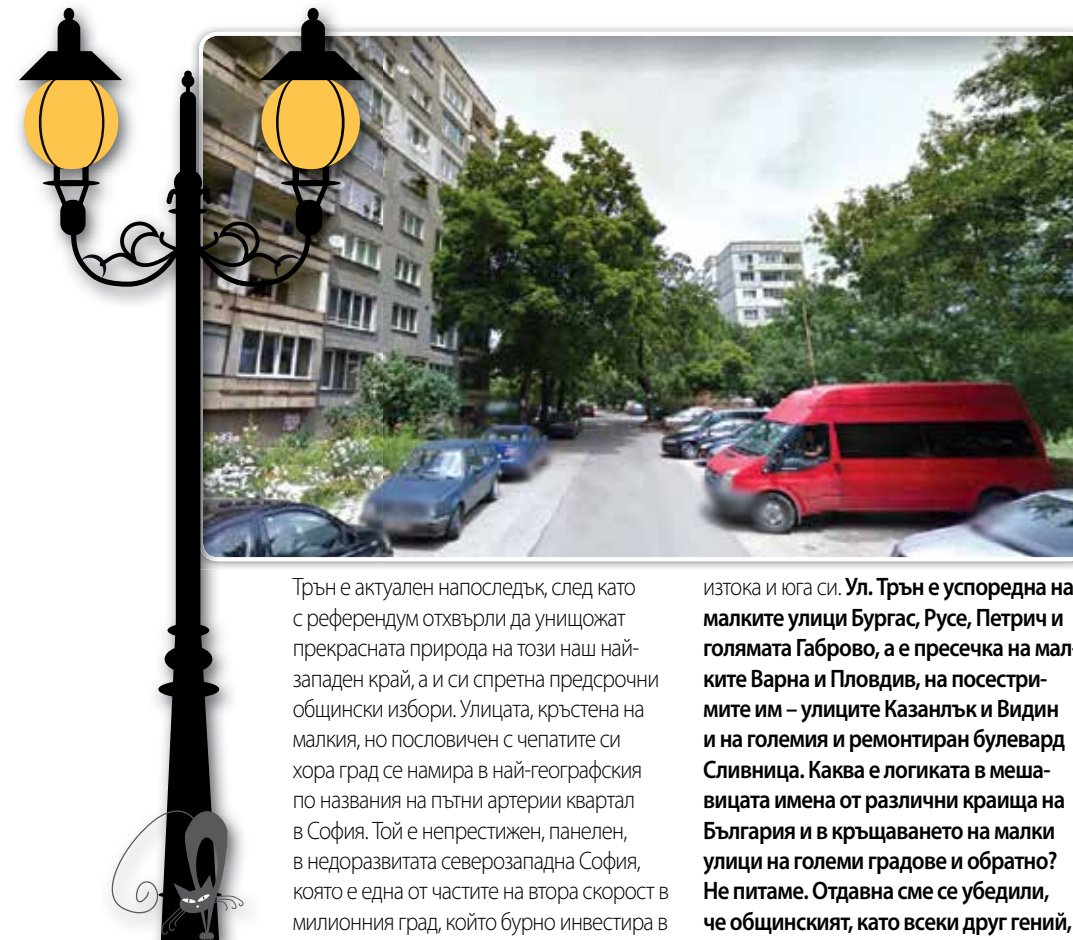 Трън е актуален напоследък, след като
с референдум отхвърли да унищожат
прекрасната природа на този наш най-
западен край, а и си спретна предсрочни
общински избори. Улицата, кръстена на
малкия, но пословичен с чепатите си
хора град се намира в най-географския
по названия на пътни артерии квартал
в София. Той е непрестижен, панелен,
в недоразвитата северозападна София,
която е една от частите на втора скорост в
милионния град, който бурно инвестира в
изтока и юга си. Ул. Трън е успоредна на
малките улици Бургас, Русе, Петрич и
голямата Габрово, а е пресечка на мал-
ките Варна и Пловдив, на посестри-
мите им – улиците Казанлък и Видин
и на големия и ремонтиран булевард
Сливница. Каква е логиката в меша-
вицата имена от различни краища на
България и в кръщаването на малки
улици на големи градове и обратно?
Не питаме. Отдавна сме се убедили,
че общинският, като всеки друг гений,